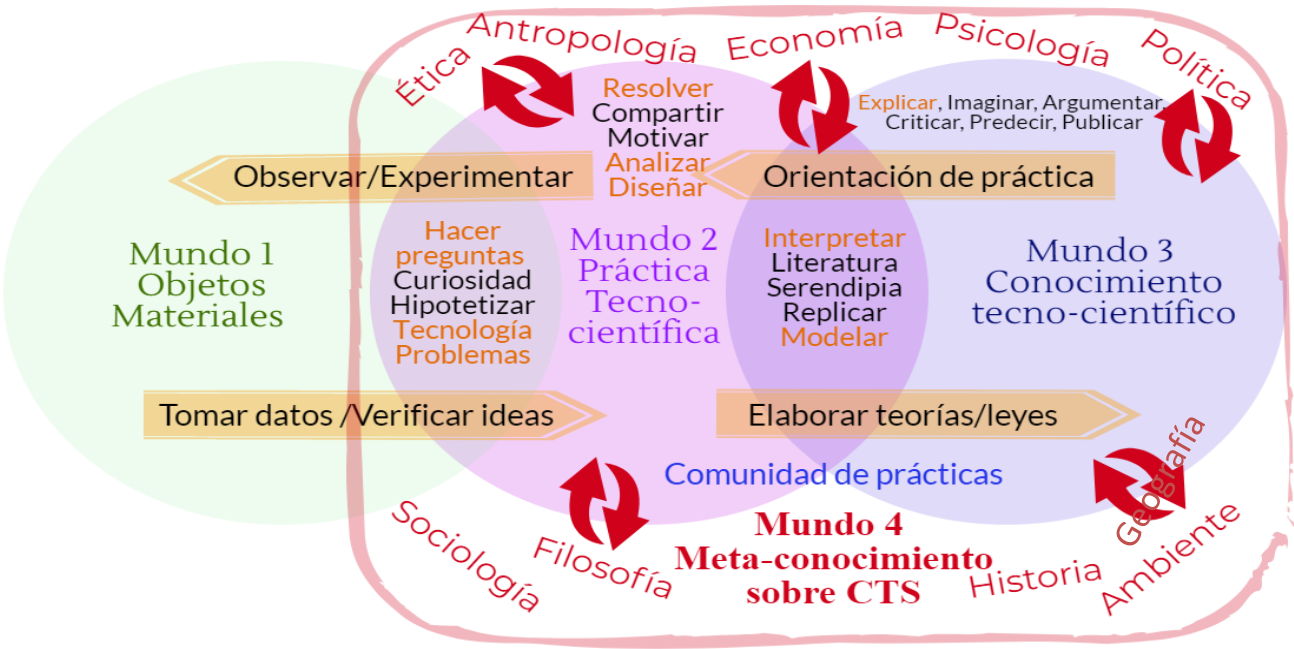 Ética
Antropología
Economía
Psicología
Política
Resolver
Compartir
Motivar
Analizar
Diseñar
Explicar, Imaginar, Argumentar,
Criticar, Predecir, Publicar
Observar/Experimentar
Orientación de práctica
Mundo 1
Objetos
Materiales
Hacer
preguntas
Curiosidad
Hipotetizar
Tecnología
Problemas
Mundo 2
Práctica
Tecno-
científica
Interpretar
Literatura
Serendipia
Replicar
Modelar
Mundo 3
Conocimiento
tecno-científico
Tomar datos /Verificar ideas
Elaborar teorías/leyes
Comunidad de prácticas
Mundo 4
Meta-conocimiento
sobre CTS
Sociología
Filosofía
Historia
Ambiente
Geografía